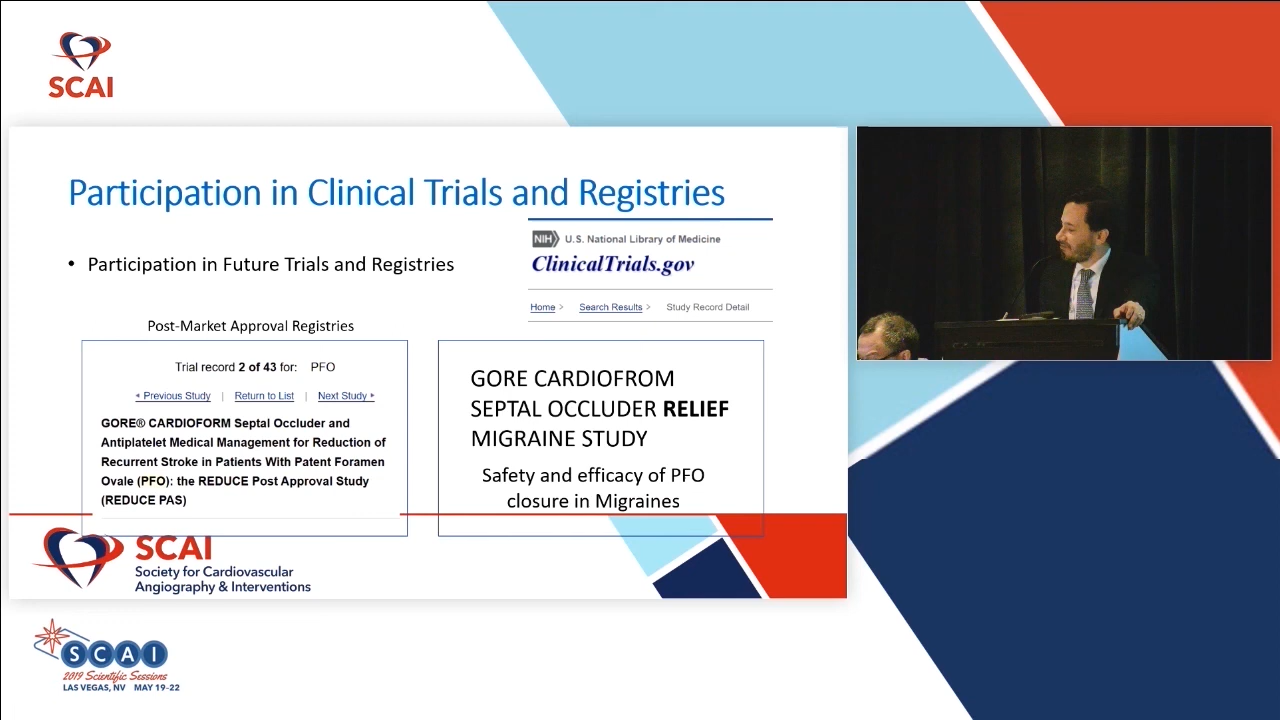 SCAI
Participation in Clinical Trials and Registries
• Participation in Future Trials and Registries
NIH U.S. National Library of Medicine
ClinicalTrials.gov
Home > Search Results > Study Record Detail
Post-Market Approval Registries
Trial record 2 of 43 for: PFO
Previous Study | Return to List | Next Study
GORE® CARDIOFORM Septal Occluder and
Antiplatelet Medical Management for Reduction of
Recurrent Stroke in Patients With Patent Foramen
Ovale (PFO): the REDUCE Post Approval Study
(REDUCE PAS)
GORE CARDIOFROM
SEPTAL OCCLUDER RELIEF
MIGRAINE STUDY
Safety and efficacy of PFO
closure in Migraines
SCAI
Society for Cardiovascular
Angiography & Interventions
SCAI
2019 Scientific Sessions
LAS VEGAS, NV MAY 19-22